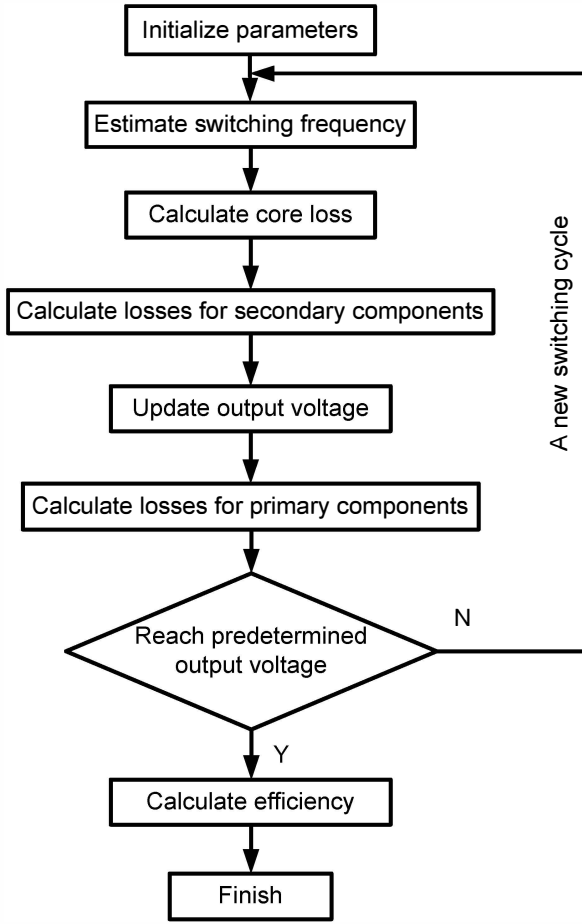 Initialize parameters
Estimate switching frequency
Calculate core loss
Calculate losses for secondary components
Update output voltage
Calculate losses for primary components
Reach predetermined
output voltage
N
Y
Calculate efficiency
Finish
A new switching cycle